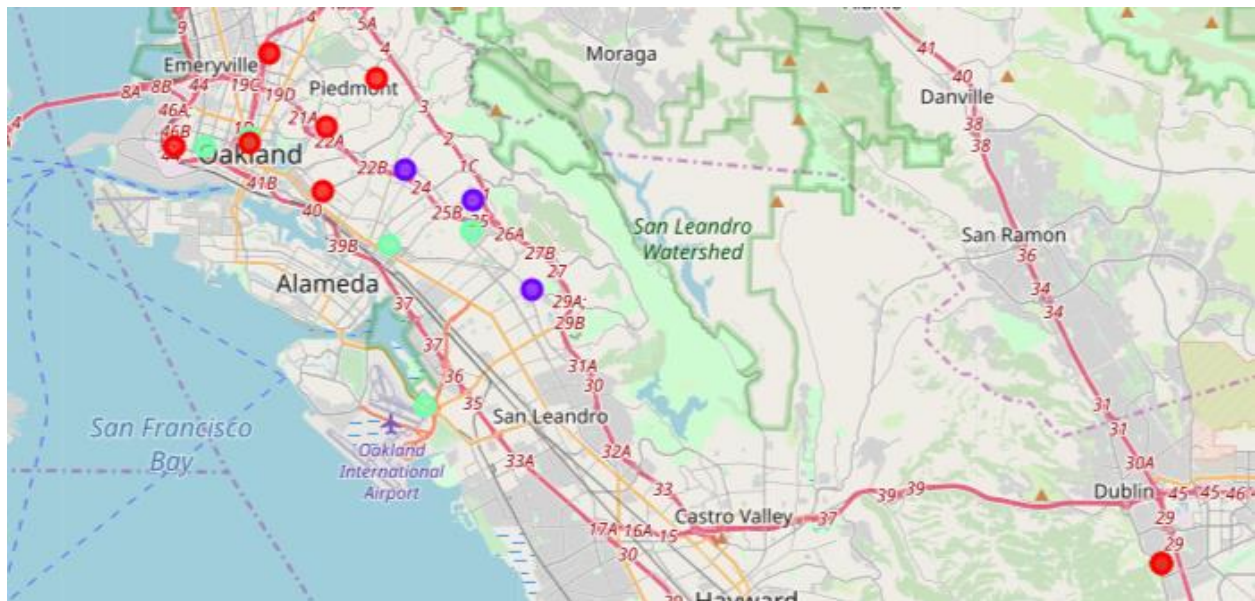 9
4
5A
4
41
Moraga
Emeryville
8A
8B
44
19C
19D
Piedmont
40
Danville
46A
46B
21A
3
38
38
22A
2
Oakland
22B
1C
41B
24
40
25B
26A
San Leandro
Watershed
San Ramon
39B
27B
36
27
Alameda
29A;
29B
34
34
37
37
31A
36
30
31
35
San Leandro
31
San Francisco
Bay
Oakland
International
Airport
33A
32A
30A
33
39
39
Dublin
45
45
46
37
Castro Valley
29
17A
16A
15
30
29
Hayward